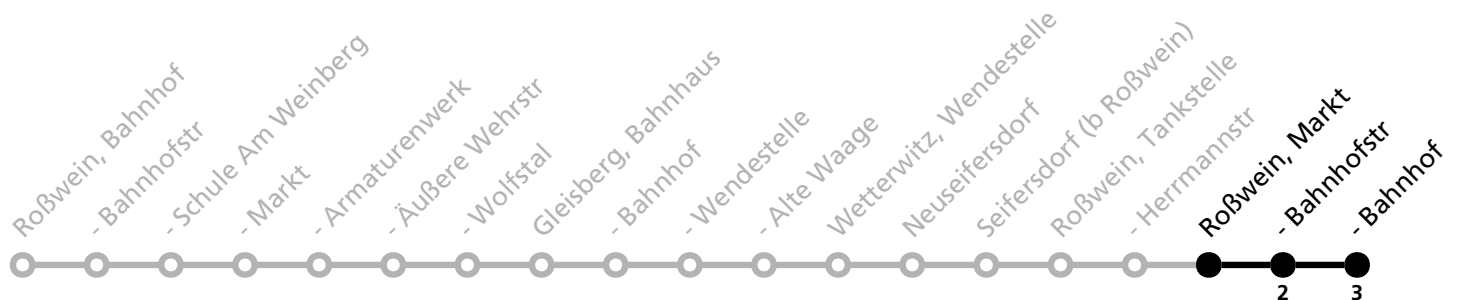 Roßwein, Bahnhof
- Bahnhofstr
- Schule Am Weinberg
- Markt
- Armaturenwerk
- Äußere Wehrstr
- Wolfstal
Gleisberg, Bahnhaus
- Bahnhof
- Wendestelle
- Alte Waage
Wetterwitz, Wendestelle
Neuseifersdorf
Seifersdorf (b Roßwein)
Roßwein, Tankstelle
- Herrmannstr
Roßwein, Markt
- Bahnhofstr
- Bahnhof
2
3